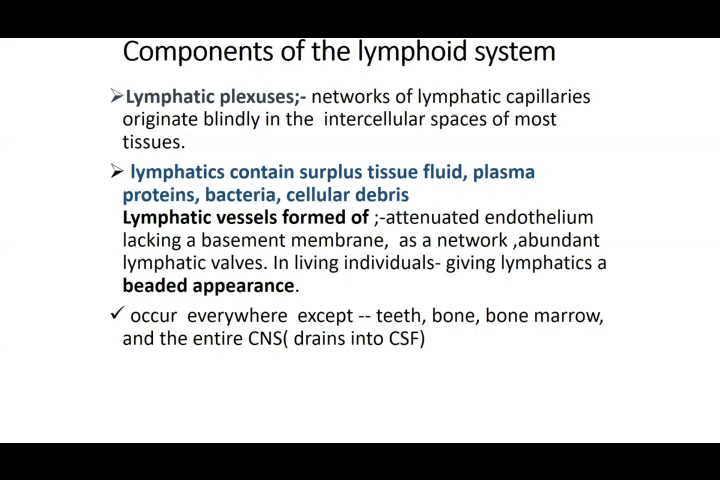 Components of the lymphoid system
➢Lymphatic plexuses;- networks of lymphatic capillaries
originate blindly in the intercellular spaces of most
tissues.
➢ lymphatics contain surplus tissue fluid, plasma
proteins, bacteria, cellular debris
Lymphatic vessels formed of ;-attenuated endothelium
lacking a basement membrane, as a network ,abundant
lymphatic valves. In living individuals- giving lymphatics a
beaded appearance.
✓ occur everywhere except -- teeth, bone, bone marrow,
and the entire CNS( drains into CSF)